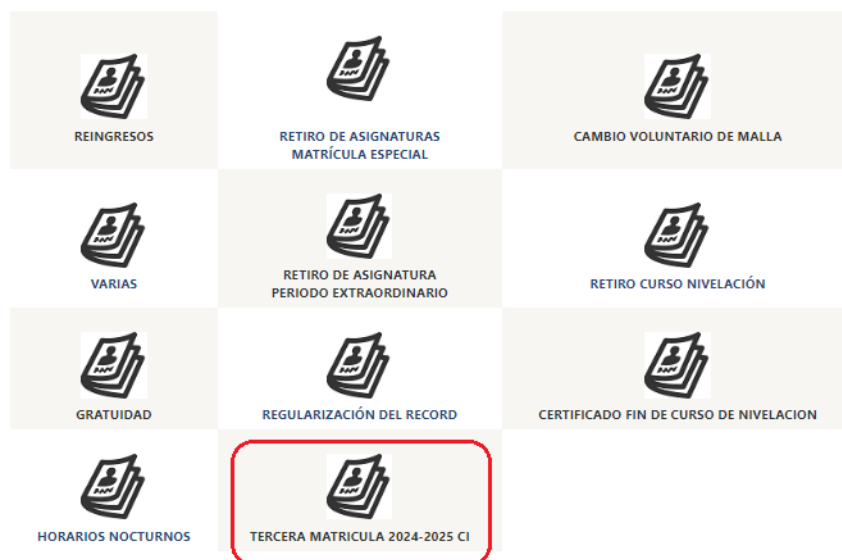 REINGRESOS
RETIRO DE ASIGNATURAS
MATRÍCULA ESPECIAL
CAMBIO VOLUNTARIO DE MALLA
VARIAS
RETIRO DE ASIGNATURA
PERIODO EXTRAORDINARIO
RETIRO CURSO NIVELACIÓN
GRATUIDAD
REGULARIZACIÓN DEL RECORD
CERTIFICADO FIN DE CURSO DE NIVELACION
HORARIOS NOCTURNOS
TERCERA MATRICULA 2024-2025 CI